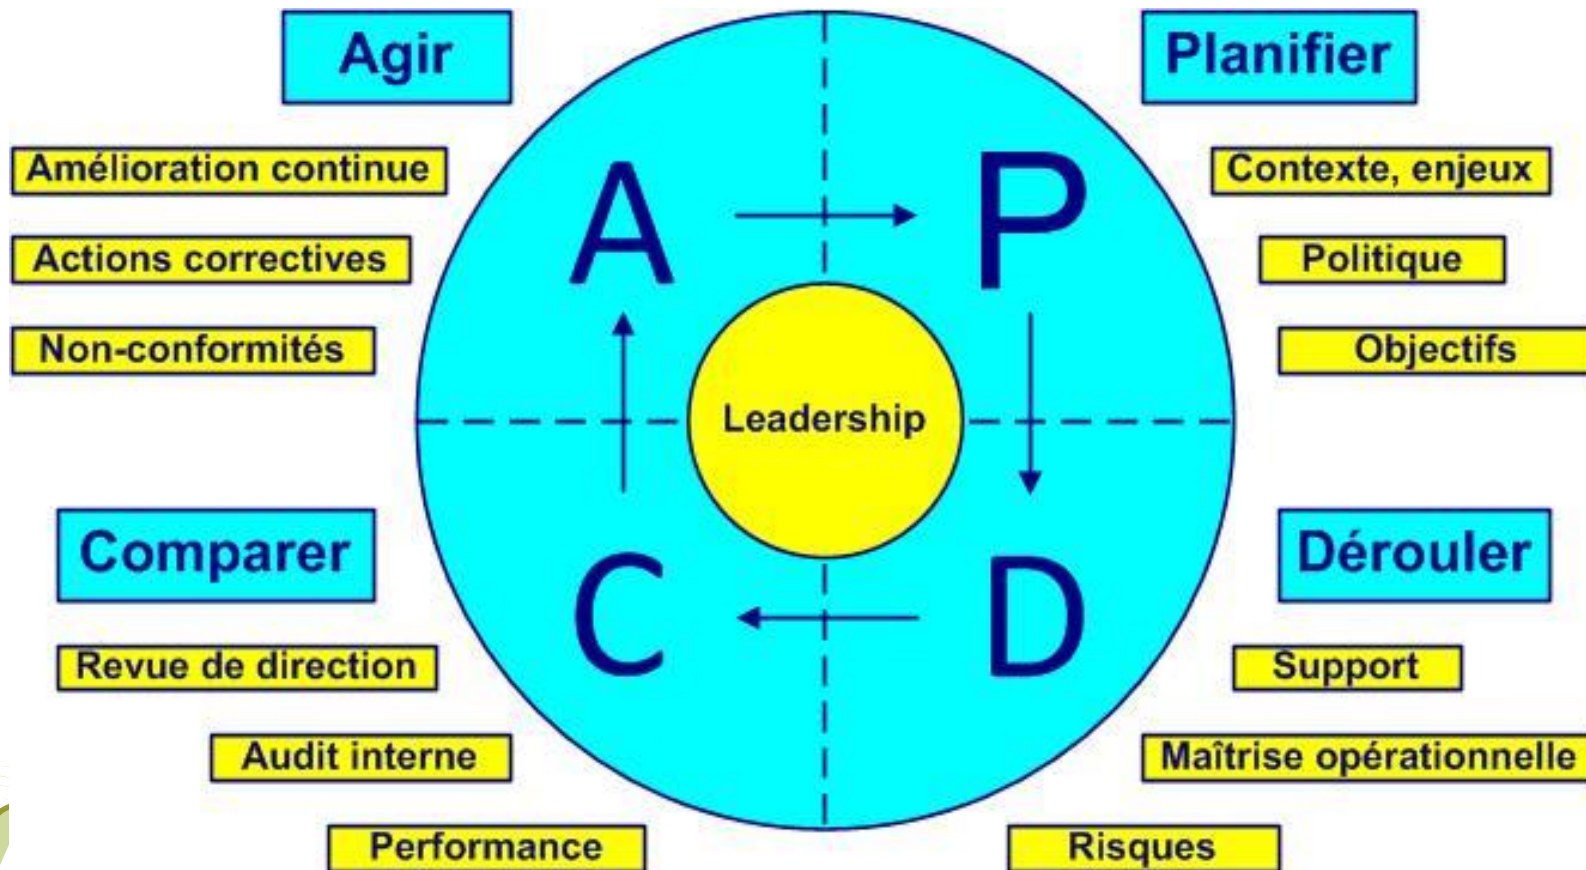 Agir
Planifier
Amélioration continue
Contexte, enjeux
Actions correctives
Politique
Non-conformités
Objectifs
A
P
Leadership
C
D
Comparer
Dérouler
Revue de direction
Support
Audit interne
Maîtrise opérationnelle
Performance
Risques